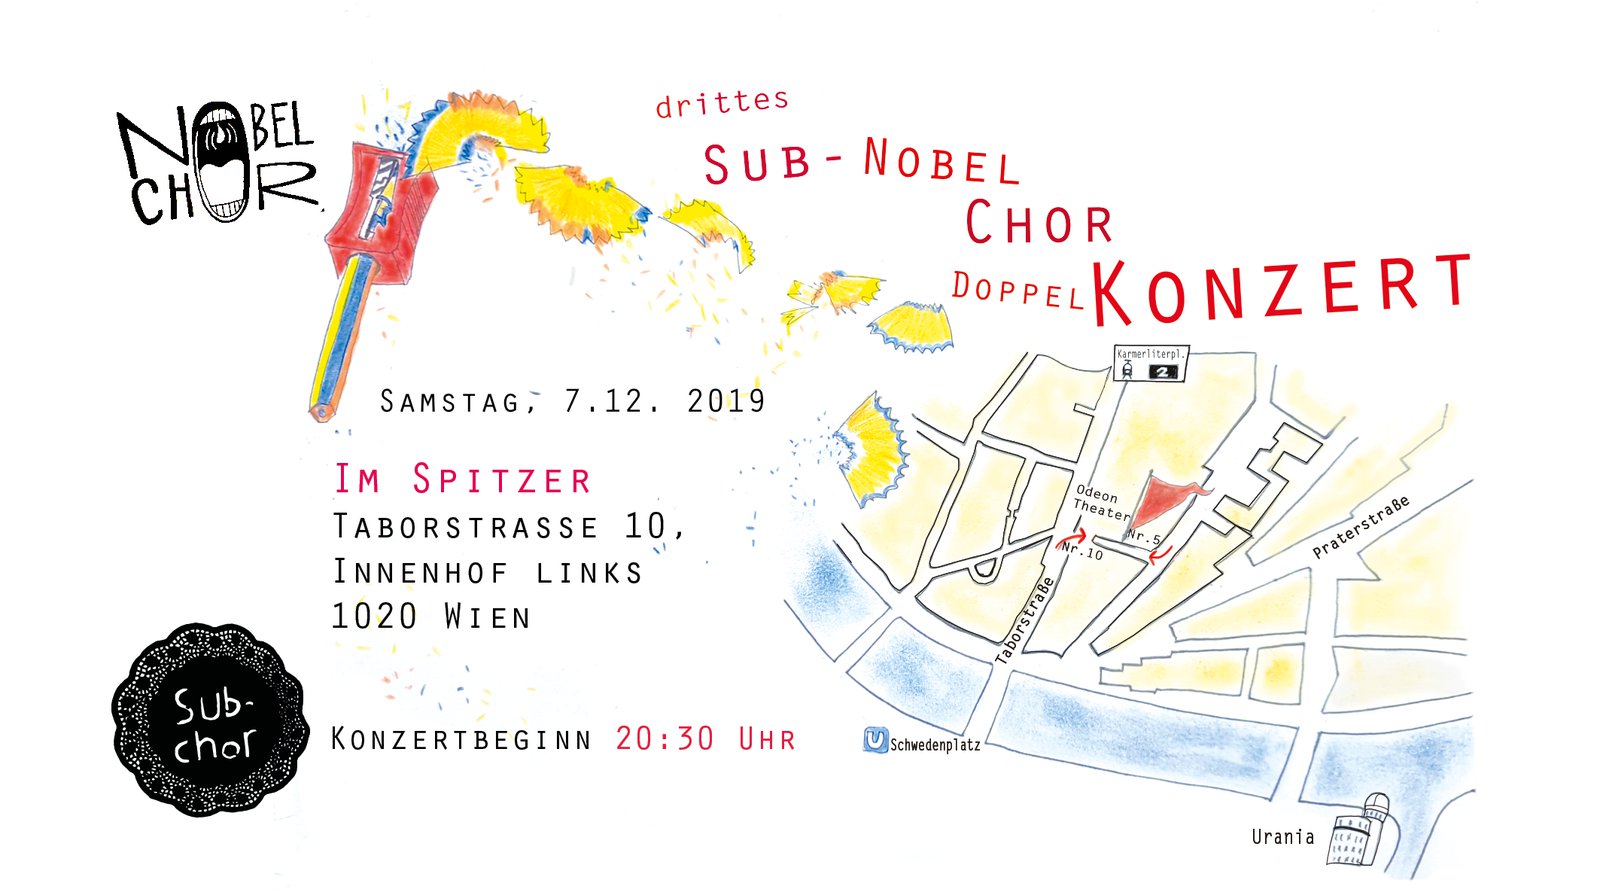 NOBEL
CHOR
drittes
SUB-NOBEL
CHOR
DOPPELKONZERT
SAMSTAG, 7.12. 2019
IM SPITZER
TABORSTRASSE 10,
INNENHOF LINKS
1020 WIEN
Sub-
chor
KONZERTBEGINN 20:30 UHR
Karmerliterpl.
2
Odeon
Theater
Nr.5
Nr.10
Taborstraße
Praterstraße
U Schwedenplatz
Urania